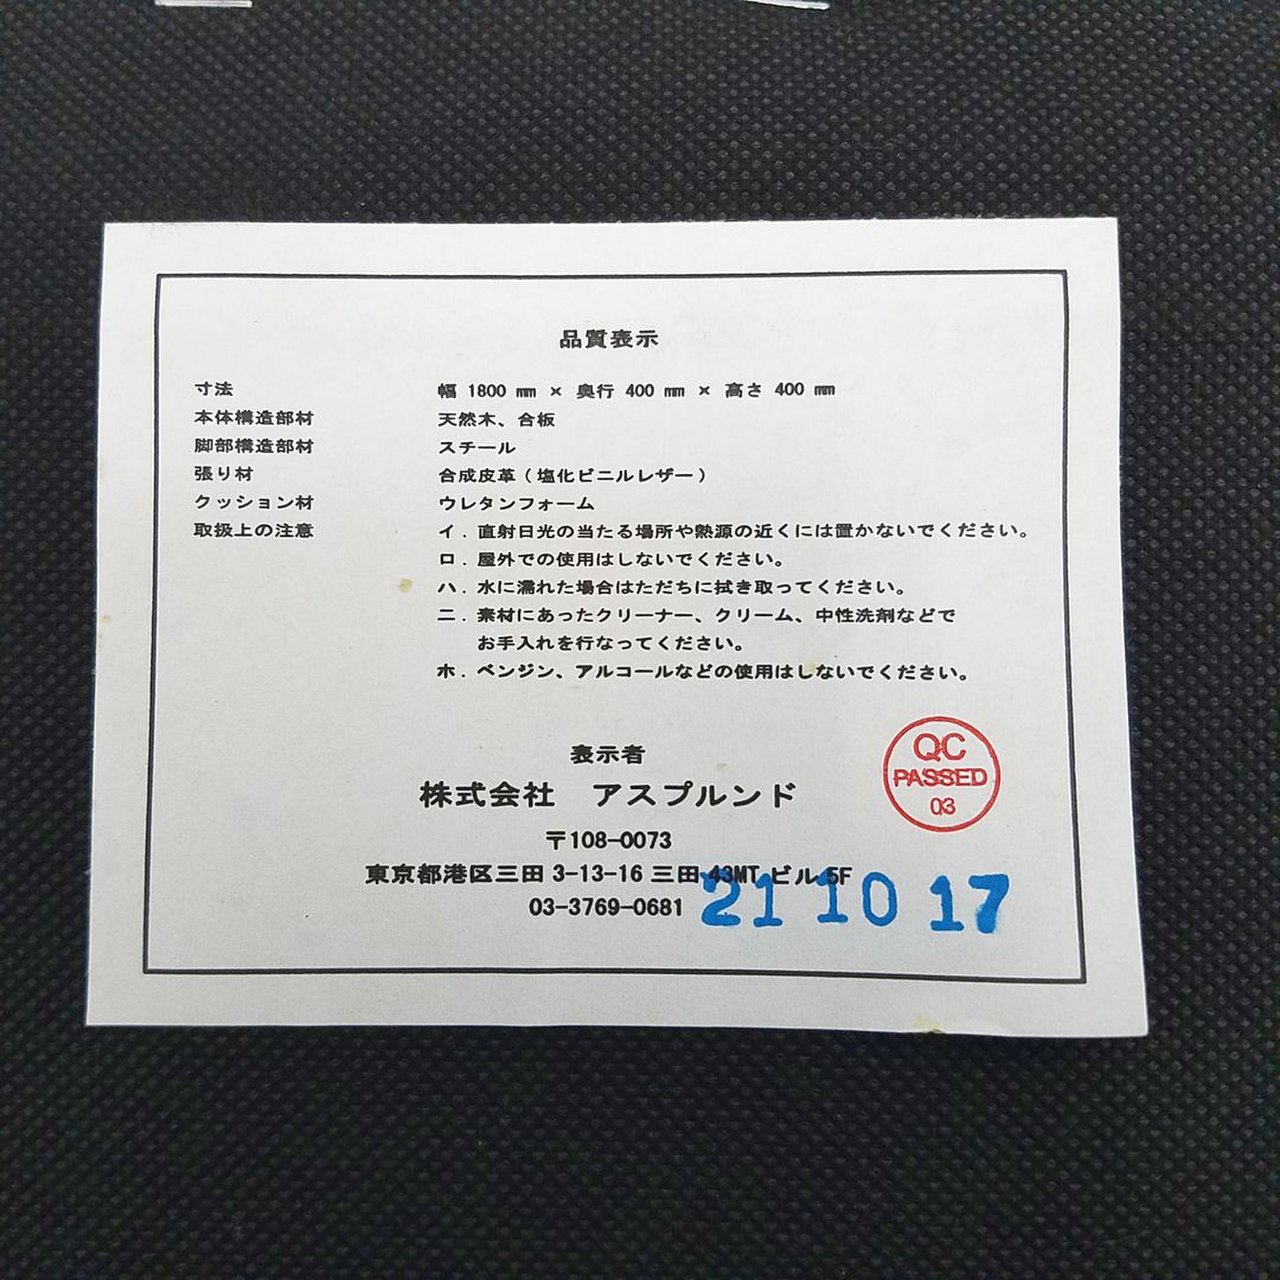 品質表示
寸法 幅 1800 ㎜ × 奥行 400 ㎜ × 高さ 400 ㎜
本体構造部材 天然木、合板
脚部構造部材 スチール
張り材 合成皮革（塩化ビニルレザー）
クッション材 ウレタンフォーム
取扱上の注意 イ．直射日光の当たる場所や熱源の近くには置かないでください。
ロ．屋外での使用はしないでください。
ハ．水に濡れた場合はただちに拭き取ってください。
ニ．素材にあったクリーナー、クリーム、中性洗剤などで
お手入れを行なってください。
ホ．ベンジン、アルコールなどの使用はしないでください。
表示者
株式会社　アスプルンド
〒108-0073
東京都港区三田 3-13-16 三田 43MT ビル 5F
03-3769-0681
QC
PASSED
03
21 10 17